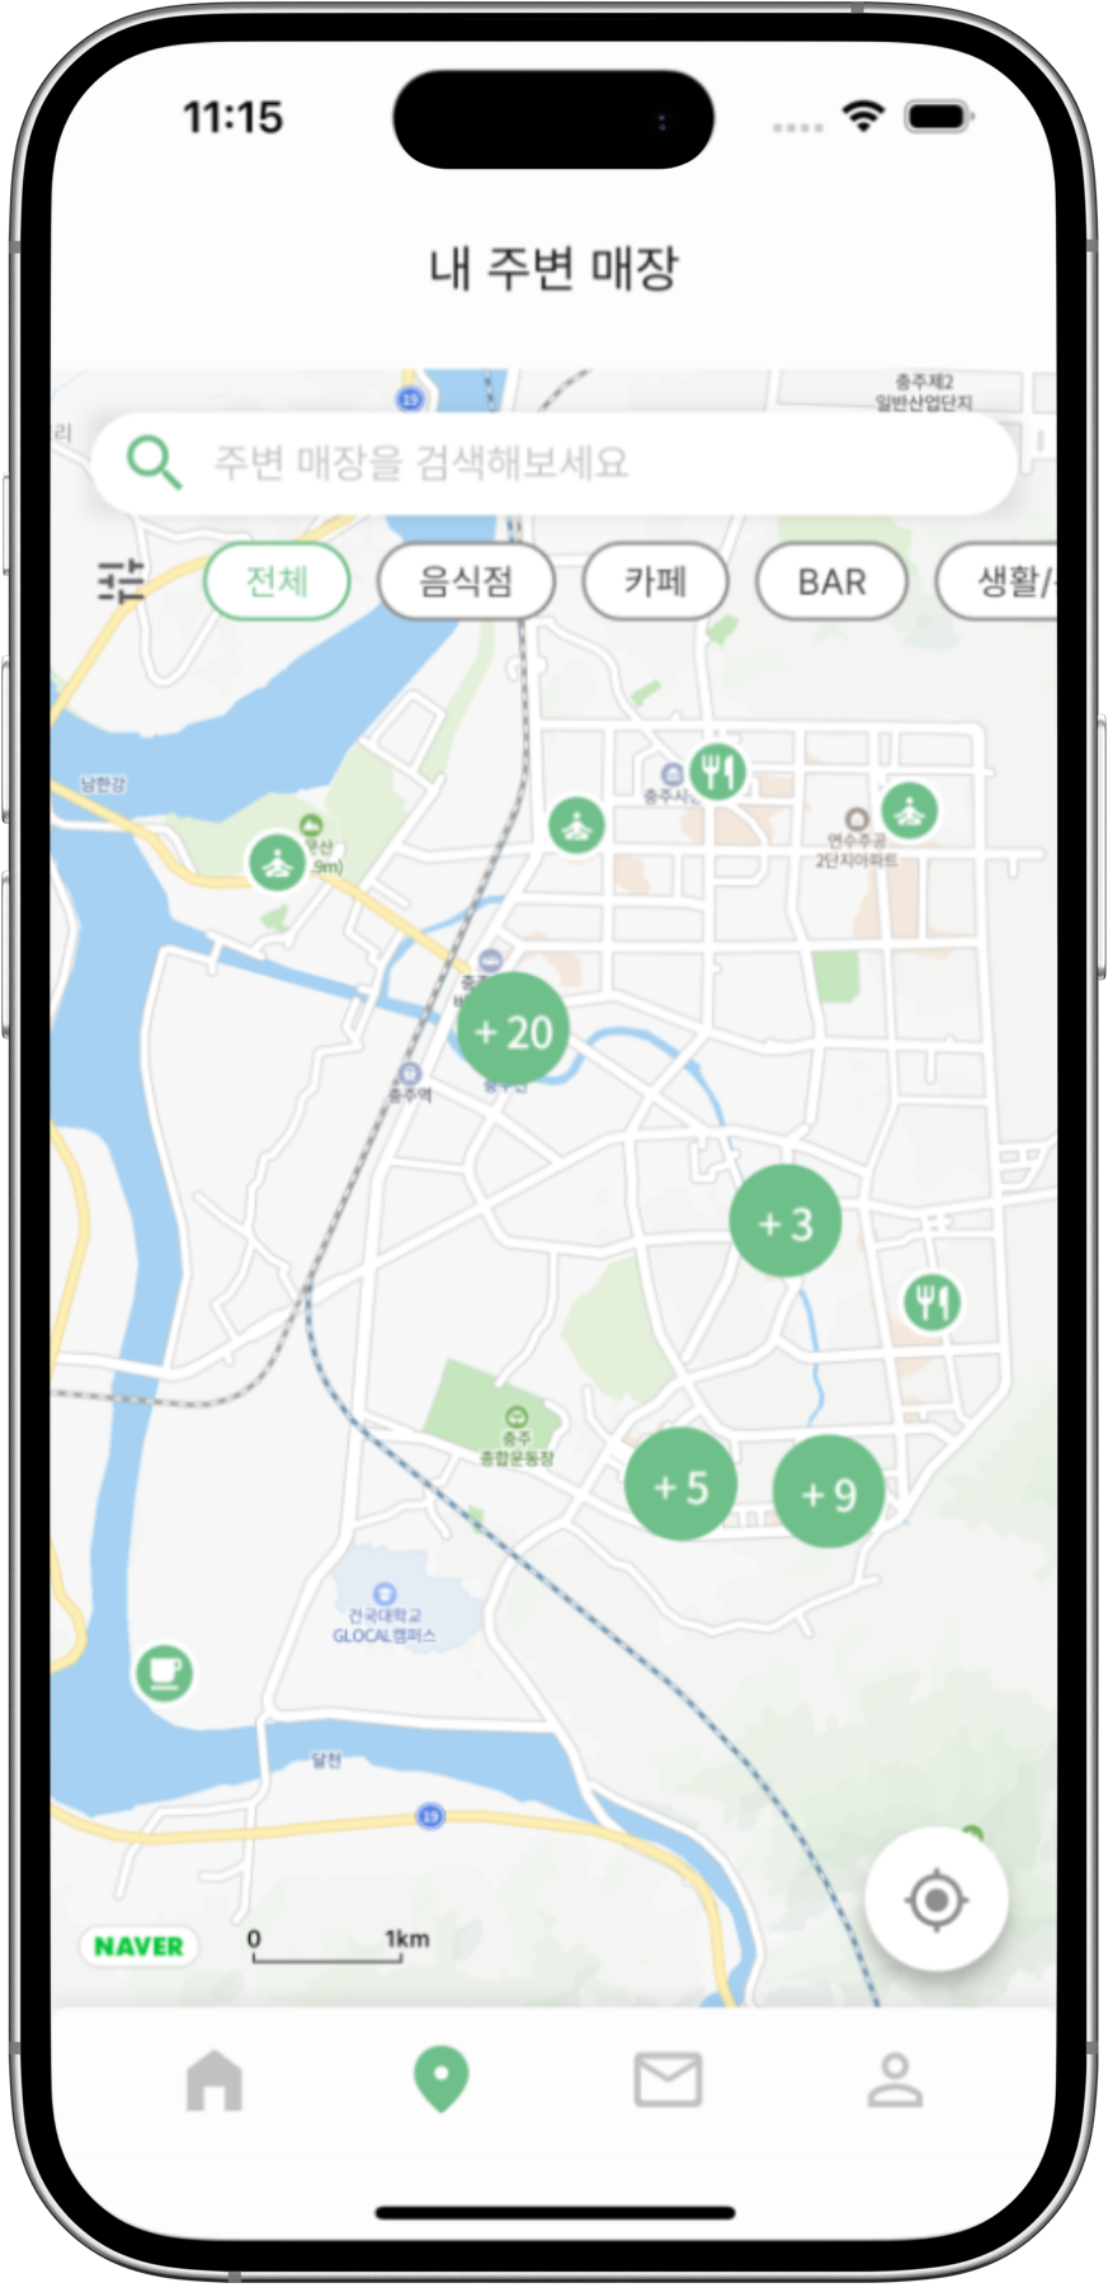 11:15
내 주변 매장
19
충주제2
일반산업단지
리
주변 매장을 검색해보세요
전체
음식점
카페
BAR
생활/
남한강
충주시
연수주공
2단지아파트
+ 20
충주역
+ 3
충주
종합운동장
+ 5
+ 9
건국대학교
GLOCAL캠퍼스
달천
19
NAVER
0
1km